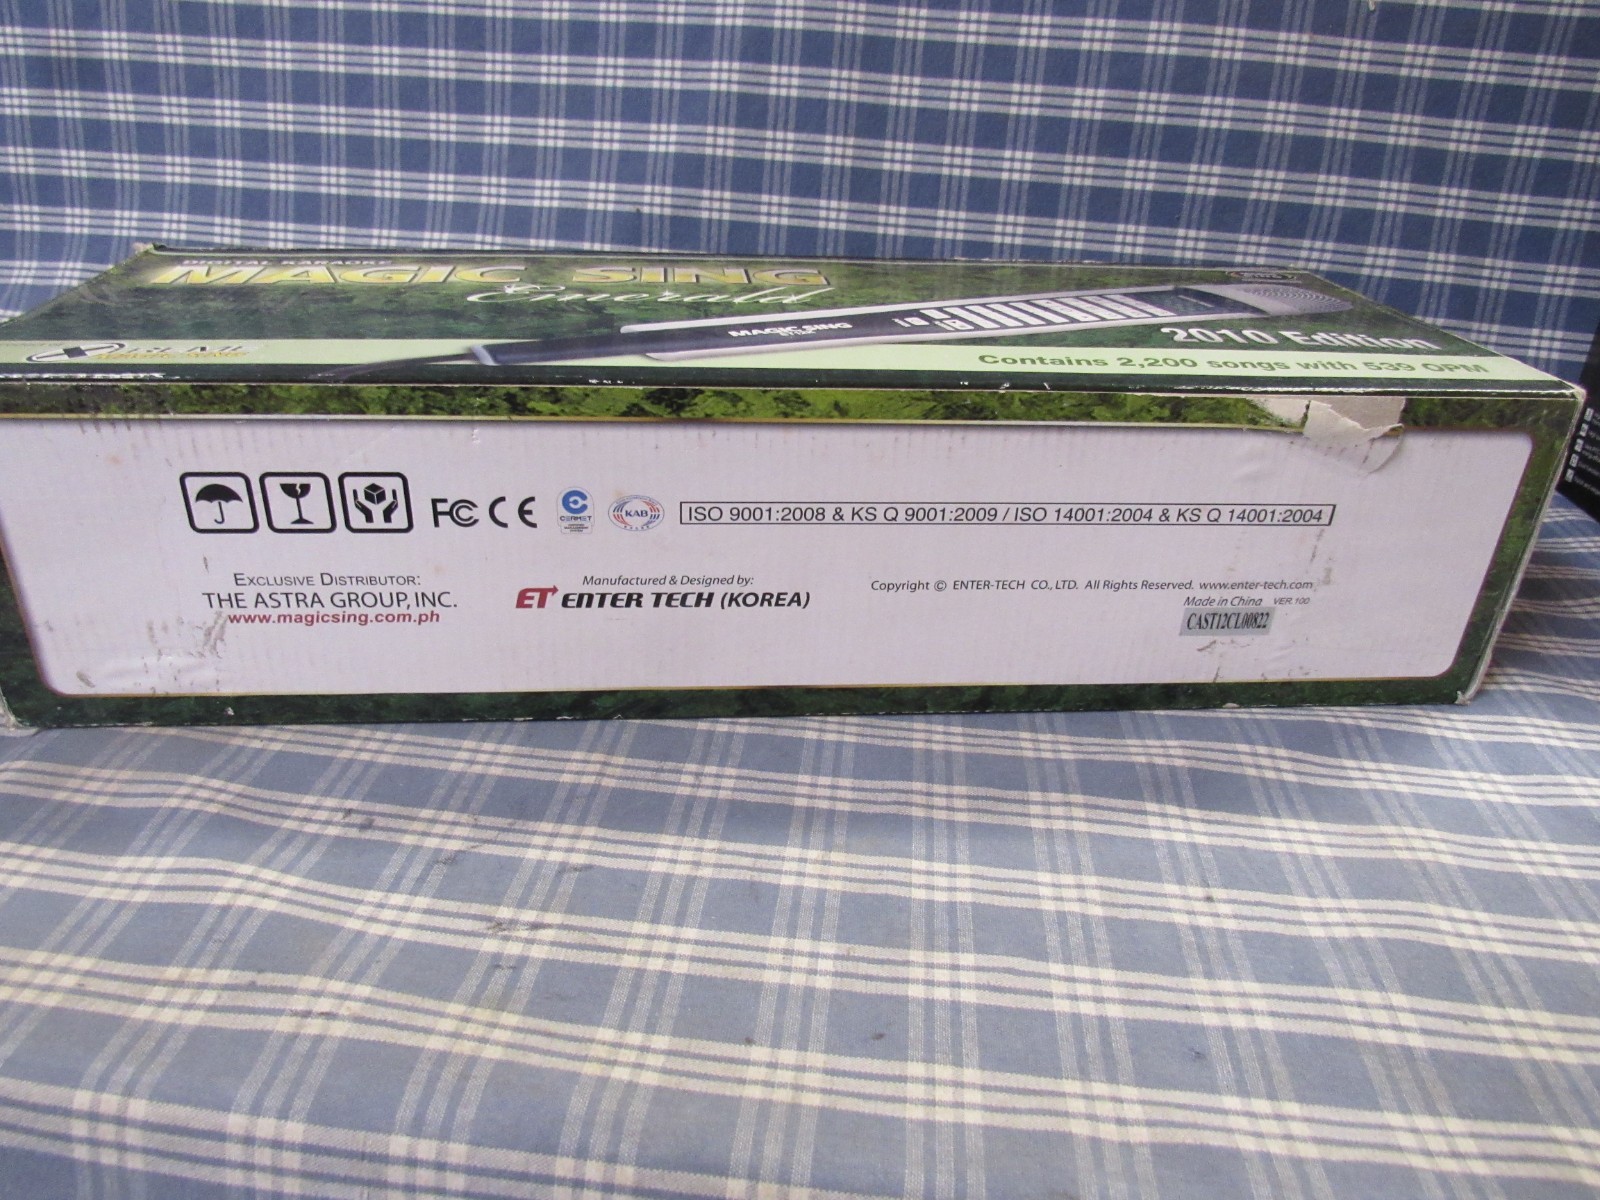 DIGITAL KARAOKE
MAGIC SING
Emerald
MAGIC SING
2010 Edition
Contains 2,200 songs with 539 OPM
FC CE
CERMET
KAB
ISO 9001:2008 & KS Q 9001:2009 / ISO 14001:2004 & KS Q 14001:2004
EXCLUSIVE DISTRIBUTOR:
THE ASTRA GROUP, INC.
www.magicsing.com.ph
Manufactured & Designed by:
ET ENTER TECH (KOREA)
Copyright © ENTER-TECH CO., LTD. All Rights Reserved. www.enter-tech.com
Made in China VER.100
CAST12CL00822